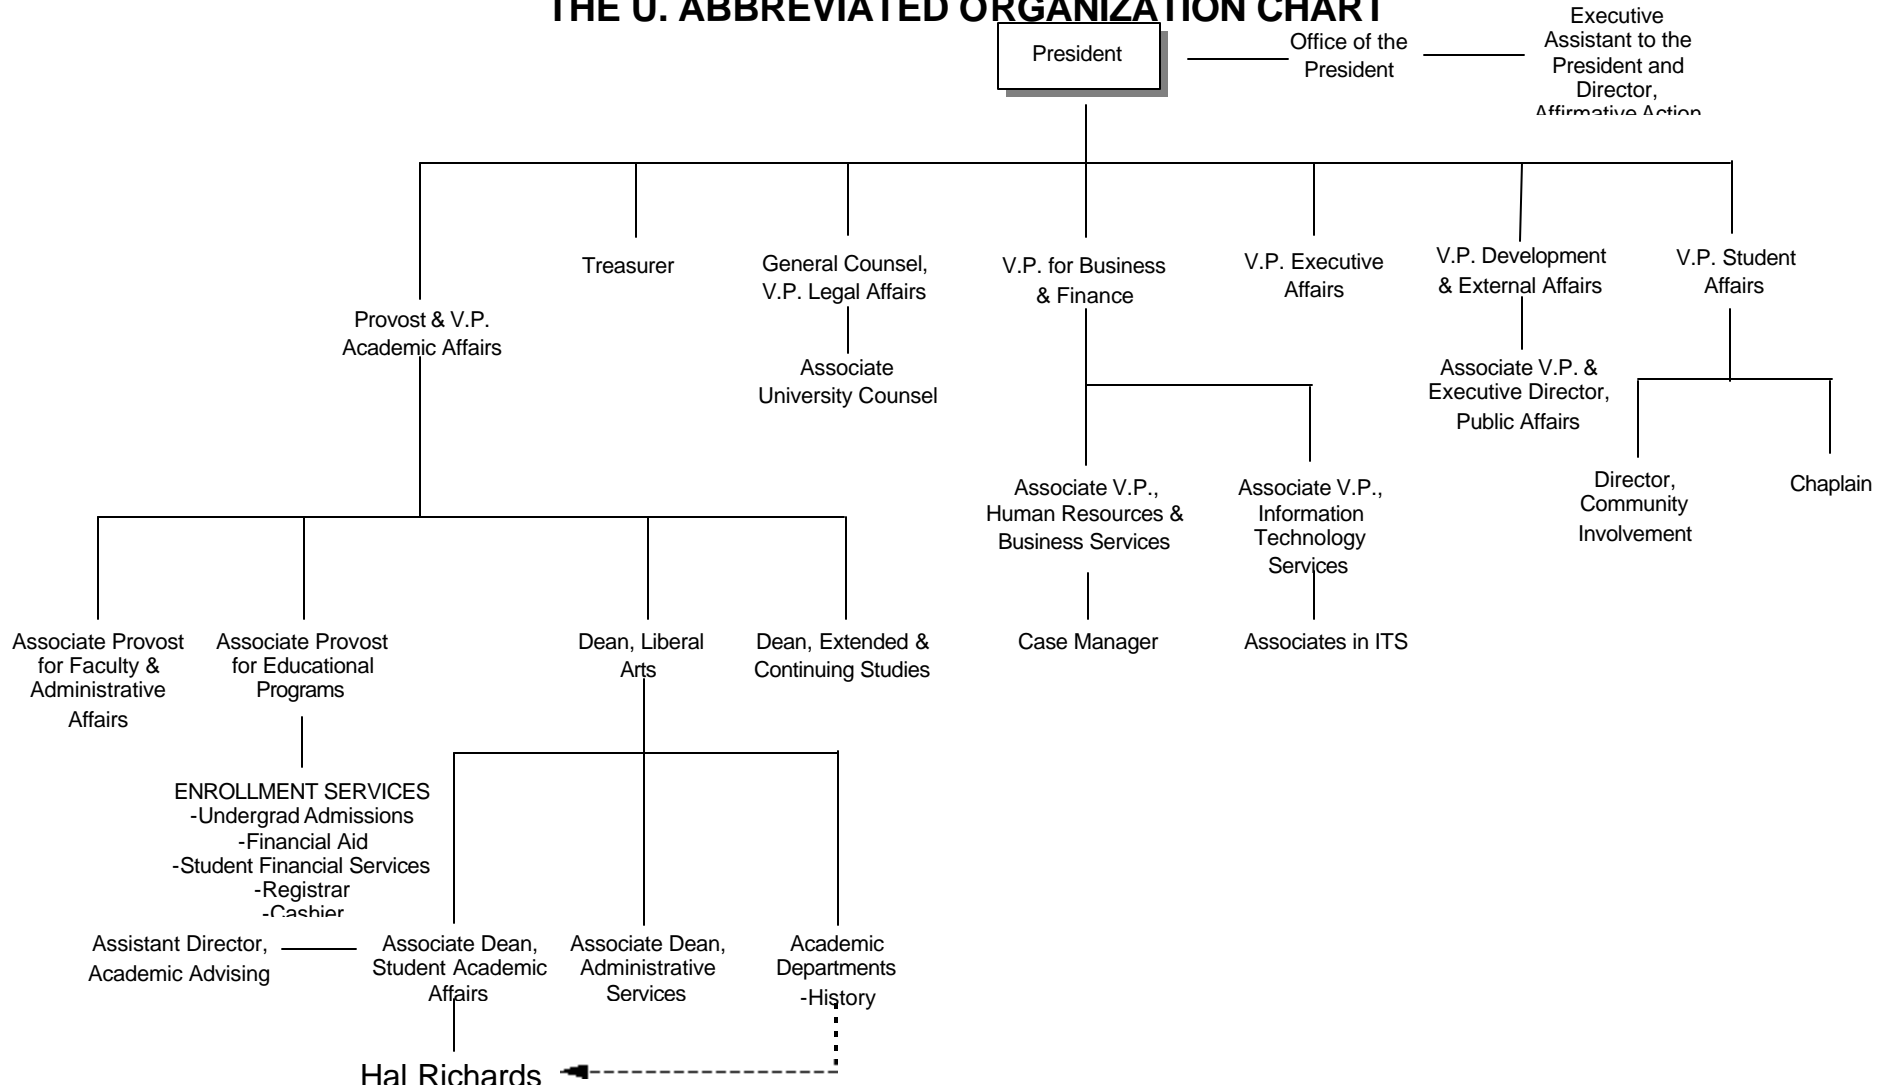 THE U. ABBREVIATED ORGANIZATION CHART
President
Office of the
President
Executive
Assistant to the
President and
Director,
Affirmative Action
Provost & V.P.
Academic Affairs
Treasurer
General Counsel,
V.P. Legal Affairs
Associate
University Counsel
V.P. for Business
& Finance
V.P. Executive
Affairs
V.P. Development
& External Affairs
Associate V.P. &
Executive Director,
Public Affairs
V.P. Student
Affairs
Director,
Community
Involvement
Chaplain
Associate V.P.,
Human Resources &
Business Services
Associate V.P.,
Information
Technology
Services
Case Manager
Associates in ITS
Associate Provost
for Faculty &
Administrative
Affairs
Associate Provost
for Educational
Programs
Dean, Liberal
Arts
Dean, Extended &
Continuing Studies
ENROLLMENT SERVICES
-Undergrad Admissions
-Financial Aid
-Student Financial Services
-Registrar
-Cashier
Assistant Director,
Academic Advising
Associate Dean,
Student Academic
Affairs
Associate Dean,
Administrative
Services
Academic
Departments
-History
Hal Richards